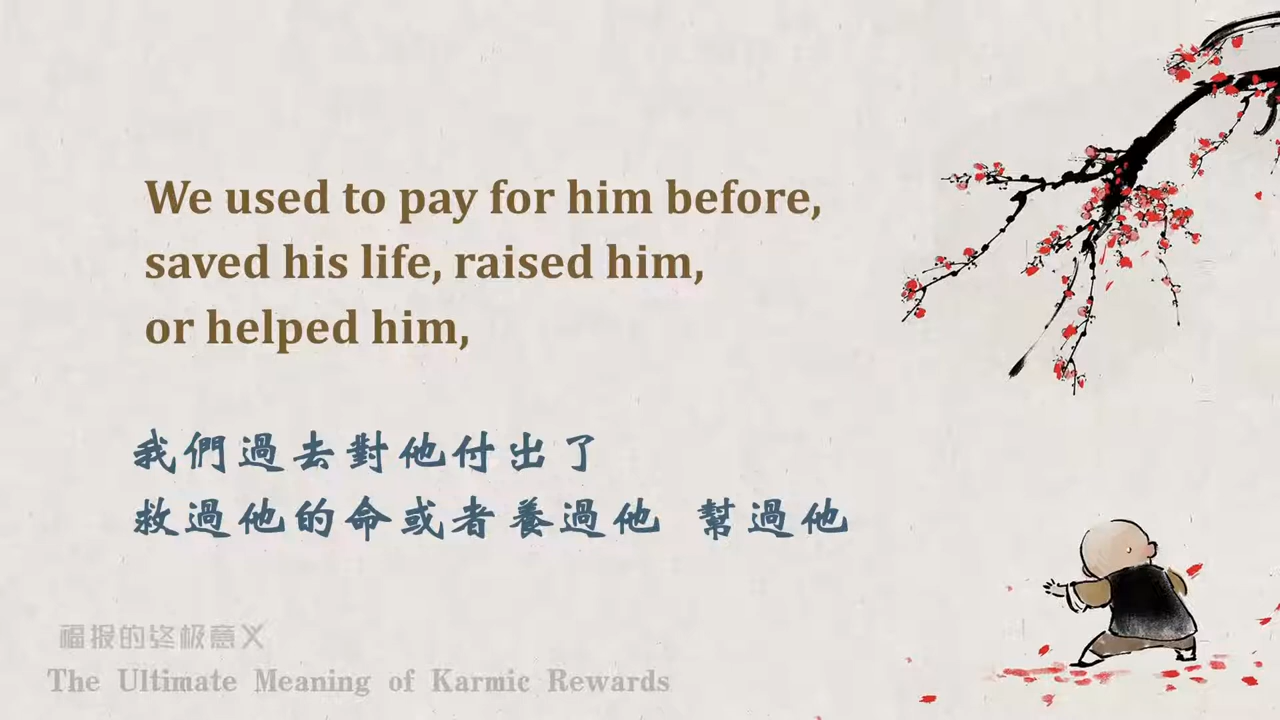 We used to pay for him before,
saved his life, raised him,
or helped him,
我們過去對他付出了
救過他的命或者養過他 幫過他
福报的终极意义
The Ultimate Meaning of Karmic Rewards